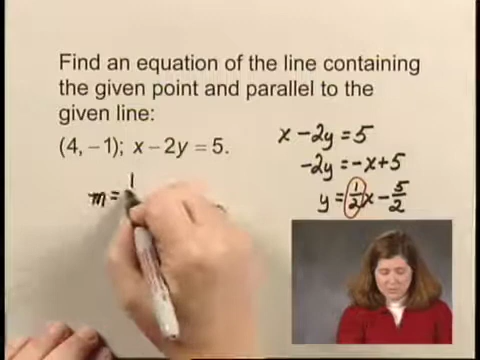 Find an equation of the line containing
the given point and parallel to the
given line:
(4, −1); x − 2y = 5.
x − 2y = 5
−2y = −x + 5
y = 1/2 x − 5/2
m = 1